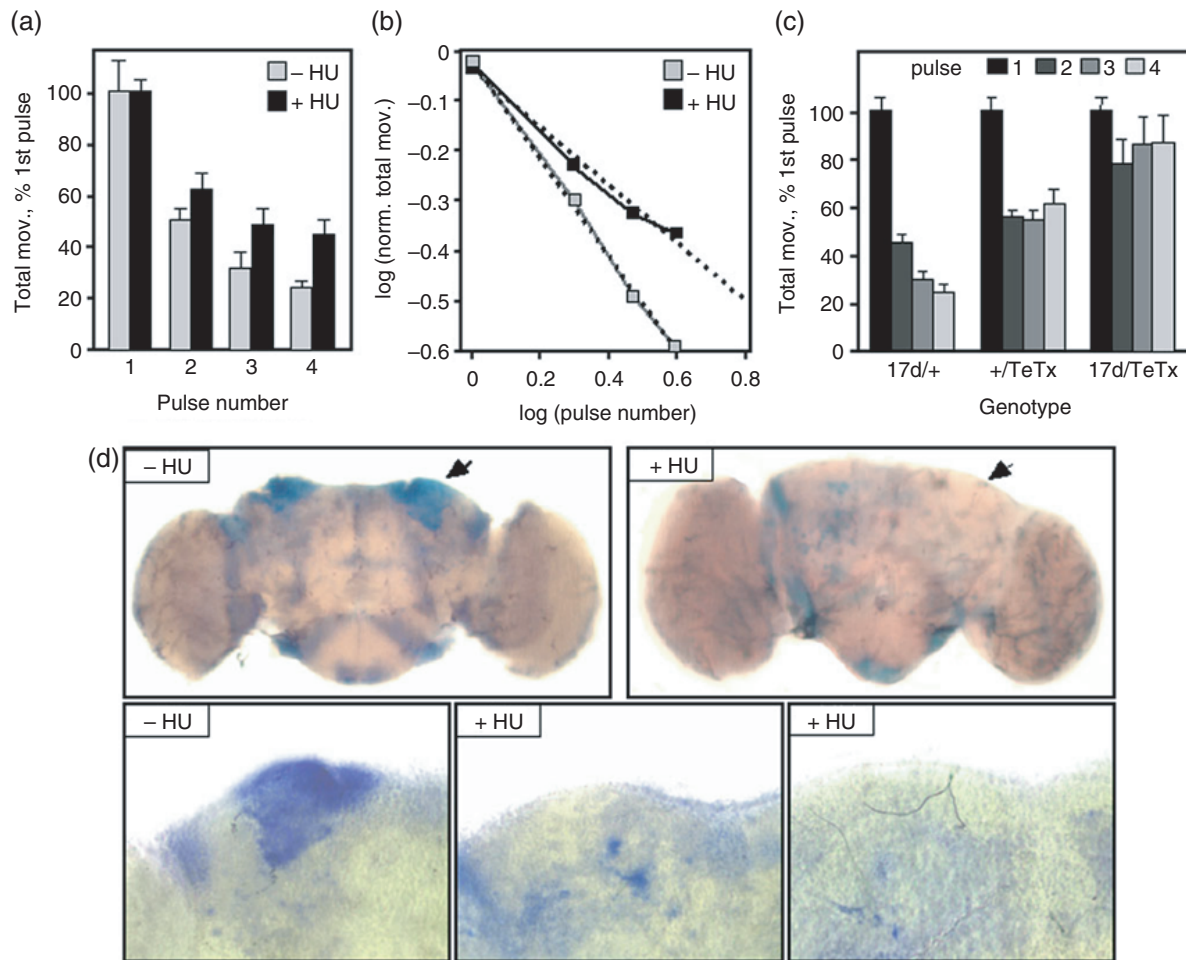 (a)
Total mov., % 1st pulse
100
80
60
40
20
0
– HU
+ HU
1 2 3 4
Pulse number
(b)
log (norm. total mov.)
0
–0.1
–0.2
–0.3
–0.4
–0.5
–0.6
– HU
+ HU
0 0.2 0.4 0.6 0.8
log (pulse number)
(c)
Total mov., % 1st pulse
pulse 1 2 3 4
100
80
60
40
20
0
17d/+ +/TeTx 17d/TeTx
Genotype
(d)
– HU
+ HU
– HU
+ HU
+ HU